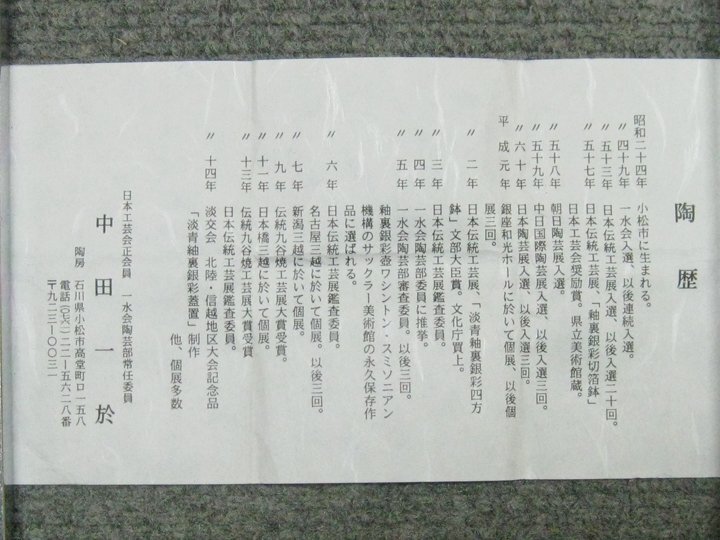 陶歴
昭和二十四年 小松市に生まれる。
〃四十九年 一水会入選、以後連続入選。
〃五十三年 日本伝統工芸展入選、以後入選二十回。
〃五十七年 日本伝統工芸展、「釉裏銀彩切箔鉢」
日本工芸会奨励賞。県立美術館蔵。
〃五十八年 朝日陶芸展入選。
〃五十九年 中日国際陶芸展入選、以後入選三回。
〃六十年 日本陶芸展入選、以後入選三回。
平成元年 銀座和光ホールに於いて個展、以後個
展三回。
〃二年 日本伝統工芸展、「淡青釉裏銀彩四方
鉢」文部大臣賞。文化庁買上。
〃三年 日本伝統工芸展鑑査委員。
〃四年 一水会陶芸部委員に推挙。
〃五年 一水会陶芸部審査委員。以後三回。
釉裏銀彩壺ワシントン・スミソニアン
機構のサックラー美術館の永久保存作
品に選ばれる。
〃六年 日本伝統工芸展鑑査委員。
名古屋三越に於いて個展。以後三回。
〃七年 新潟三越に於いて個展。
〃九年 伝統九谷焼工芸展大賞受賞。
〃十一年 日本橋三越に於いて個展。
〃十三年 伝統九谷焼工芸展大賞受賞
日本伝統工芸展鑑査委員。
〃十四年 淡交会 北陸・信越地区大会記念品
「淡青釉裏銀彩蓋置」制作
他、個展多数
日本工芸会正会員 一水会陶芸部常任委員
中田一於
陶房 石川県小松市高堂町ロ一五八
電話(〇七六一)二二-五六二八番
〒九二三-〇〇三一